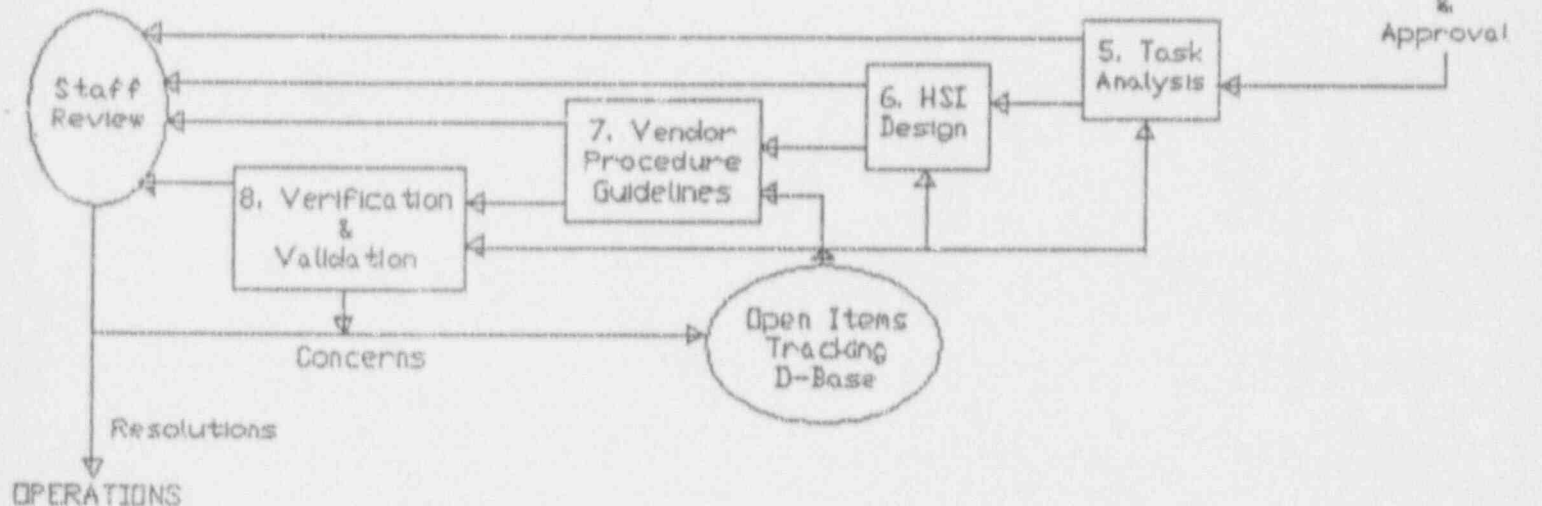 &
Approval
5. Task
Analysis
6. HSI
Design
7. Vendor
Procedure
Guidelines
8. Verification
&
Validation
Staff
Review
Open Items
Tracking
D-Base
Concerns
Resolutions
OPERATIONS